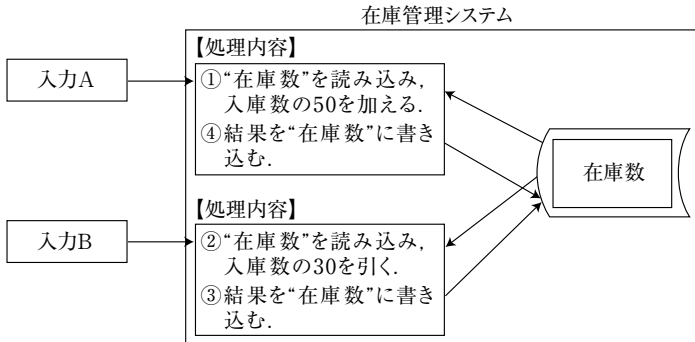 在庫管理システム
【処理内容】
入力A
①“在庫数”を読み込み,
入庫数の50を加える.
④結果を“在庫数”に書き
込む.
在庫数
【処理内容】
入力B
②“在庫数”を読み込み,
入庫数の30を引く.
③結果を“在庫数”に書き
込む.